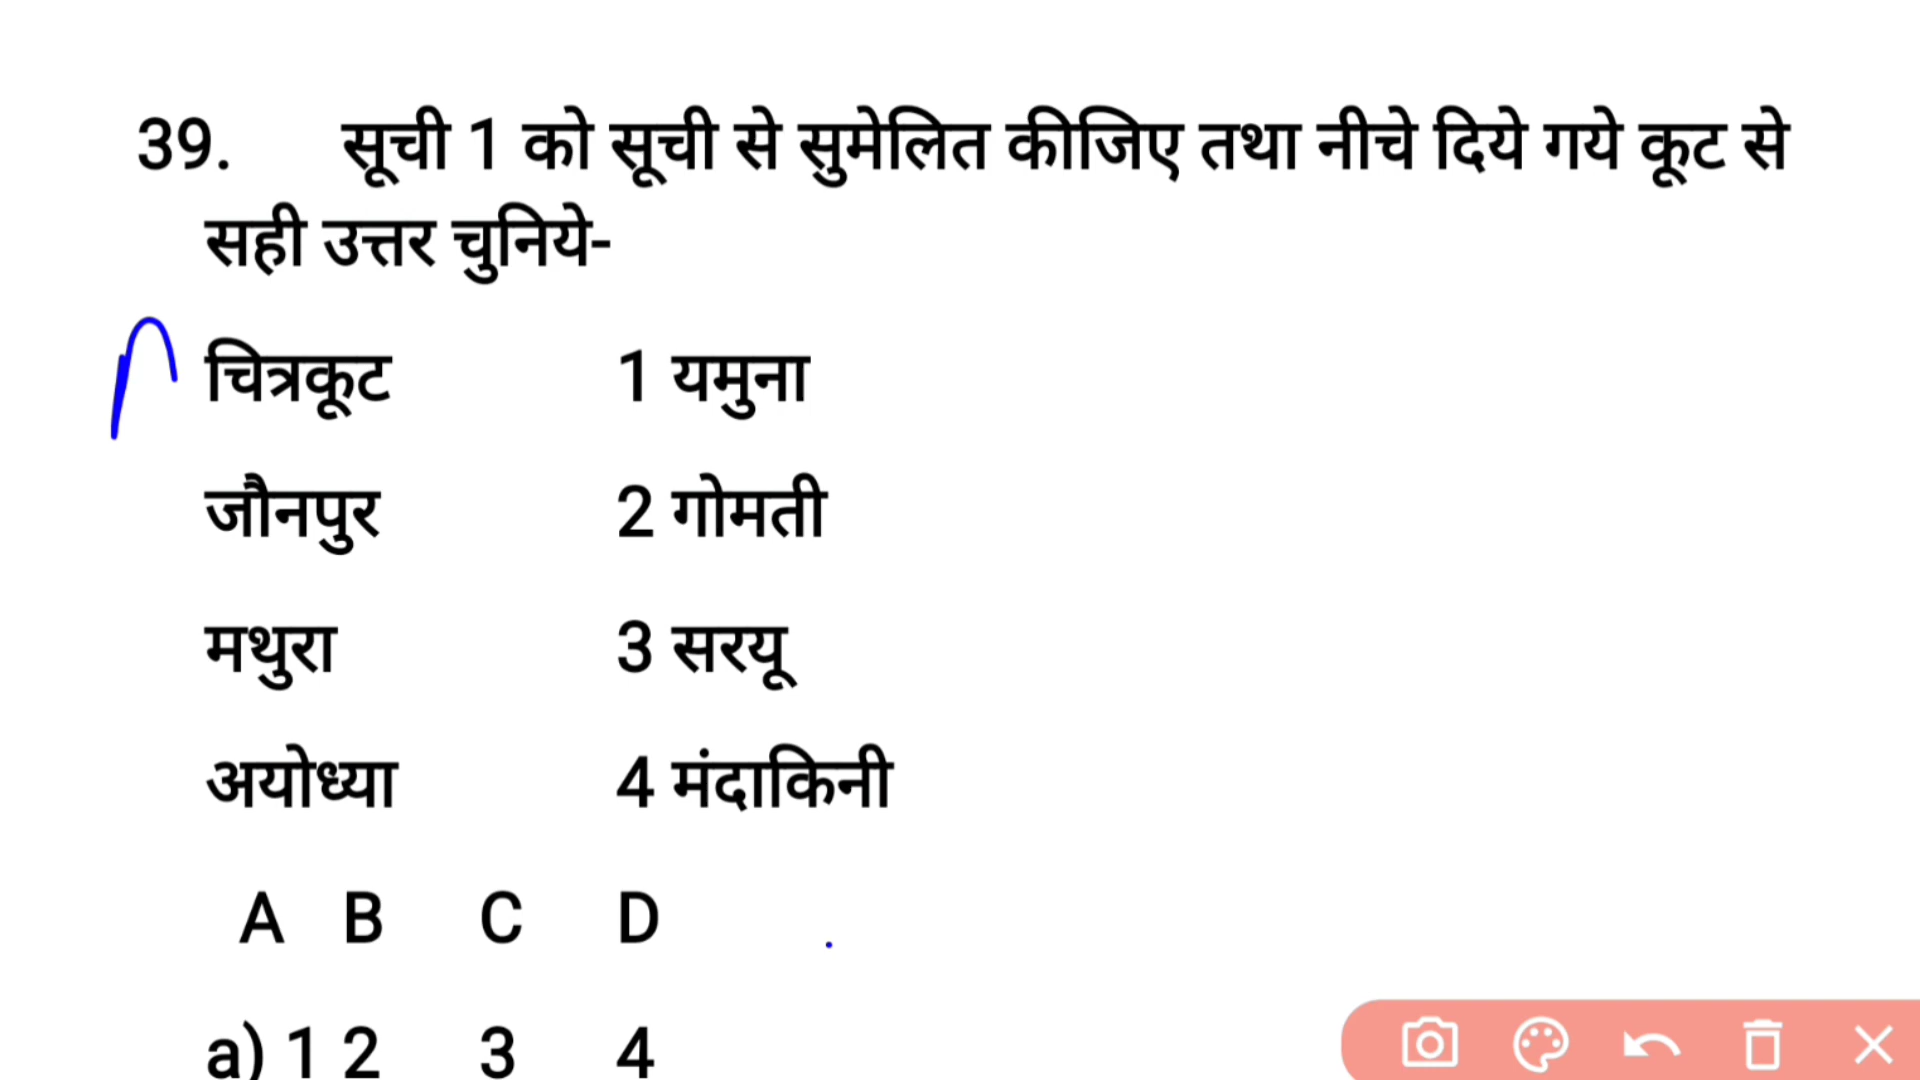 39. सूची 1 को सूची से सुमेलित कीजिए तथा नीचे दिये गये कूट से
सही उत्तर चुनिये-
चित्रकूट 1 यमुना
जौनपुर 2 गोमती
मथुरा 3 सरयू
अयोध्या 4 मंदाकिनी
A B C D
a) 1 2 3 4